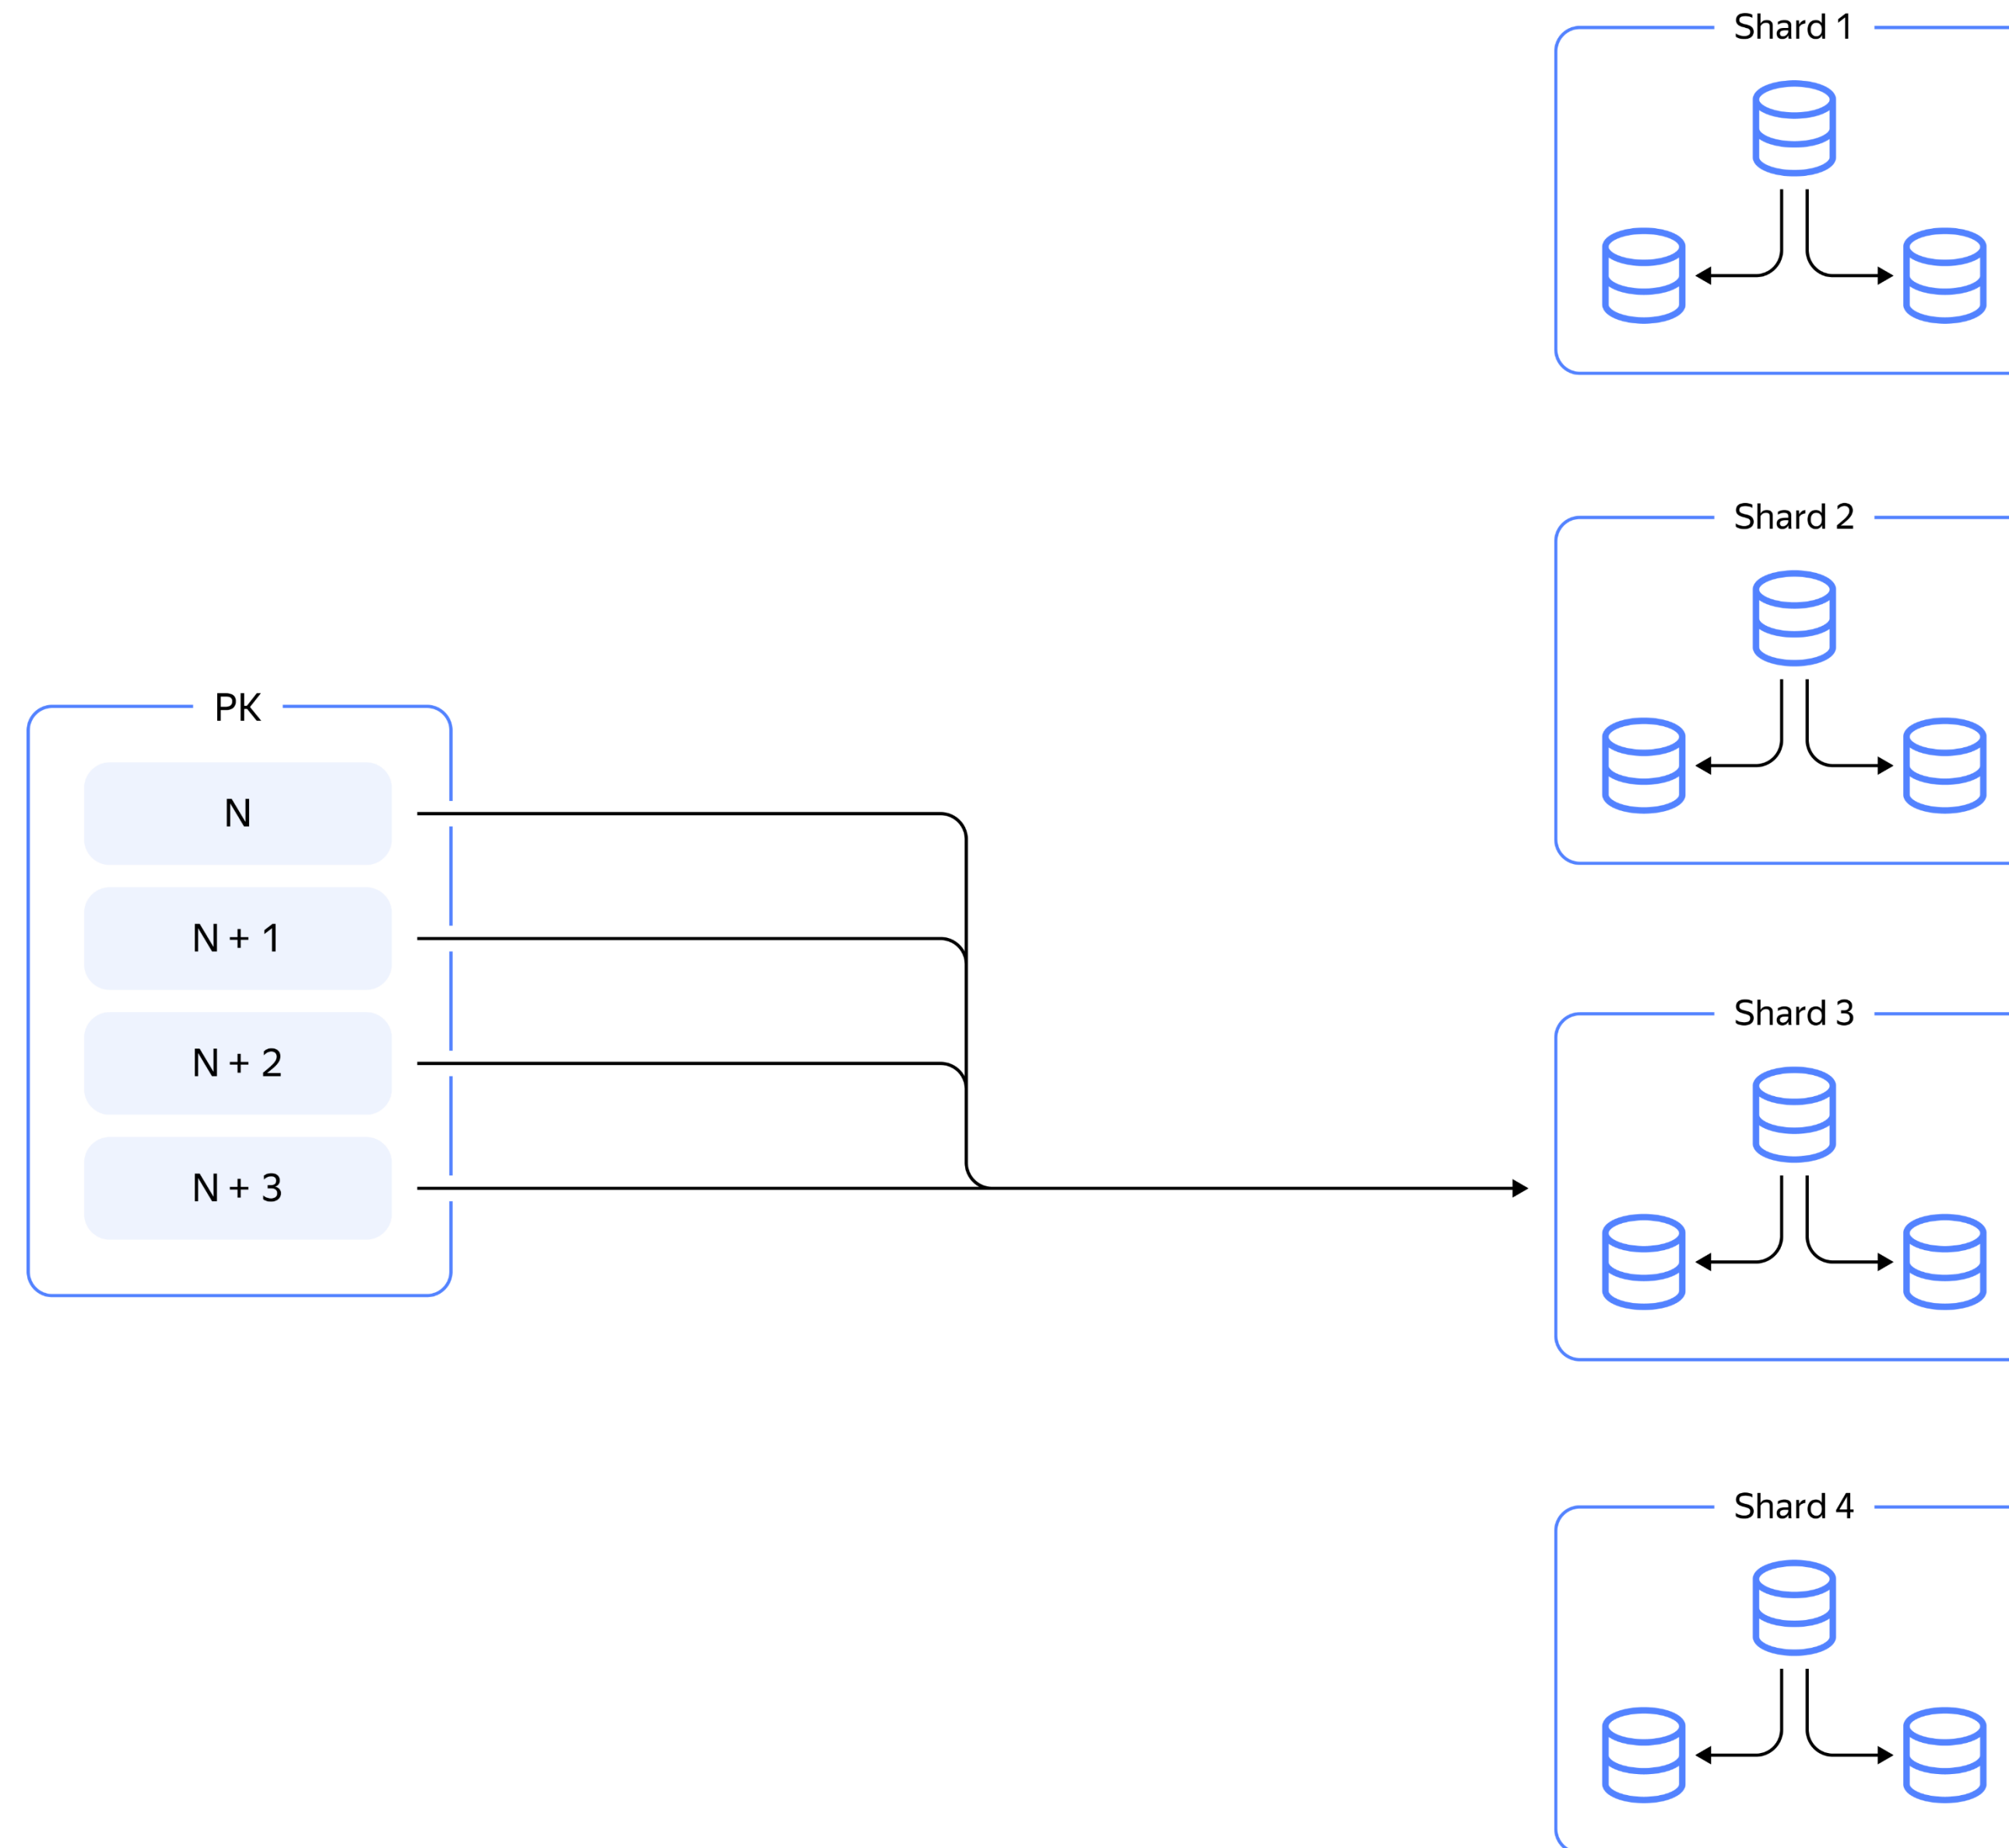 Shard 1
Shard 2
PK
N
N + 1
N + 2
N + 3
Shard 3
Shard 4